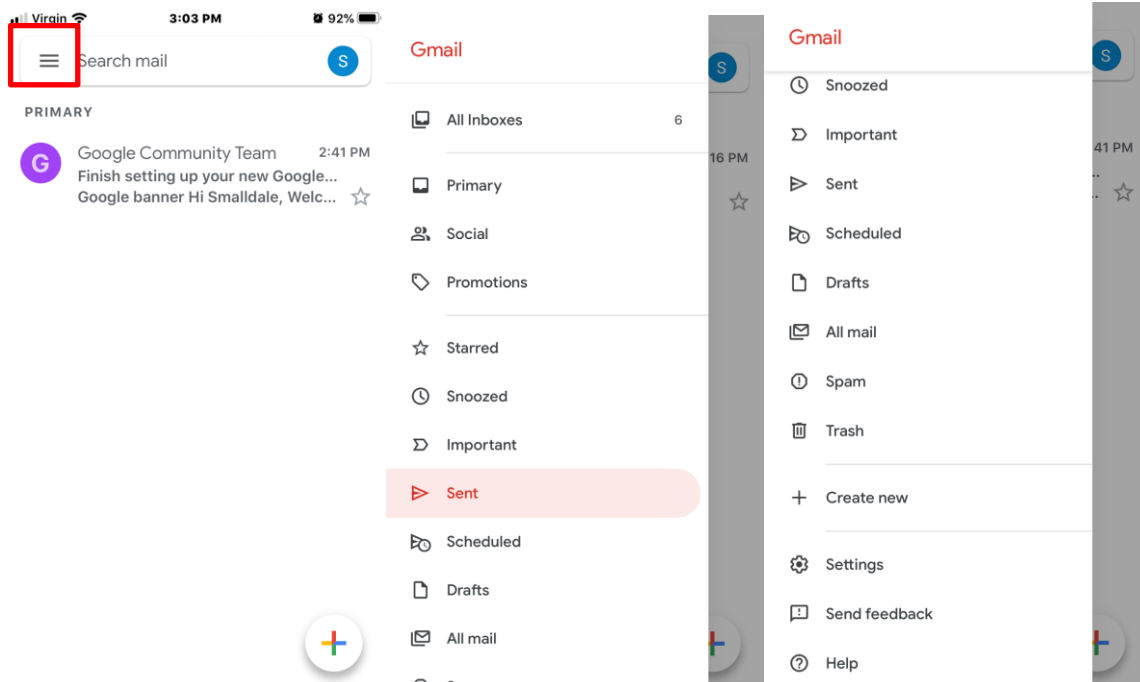 Virgin 3:03 PM 92%
Search mail S
PRIMARY
G
Google Community Team 2:41 PM
Finish setting up your new Google...
Google banner Hi Smalldale, Welc...
Gmail
S
All Inboxes 6
16 PM
Primary
Social
Promotions
Starred
Snoozed
Important
Sent
Scheduled
Drafts
All mail
Gmail
S
Snoozed
Important
41 PM
..
Sent
.
Scheduled
Drafts
All mail
Spam
Trash
Create new
Settings
Send feedback
Help